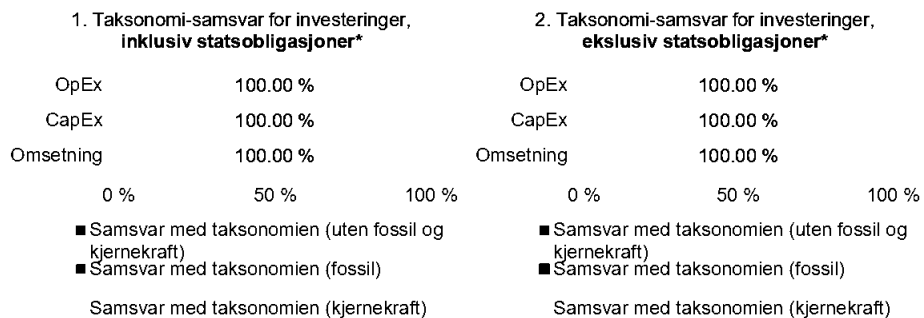 1. Taksonomi-samsvar for investeringer,
inklusiv statsobligasjoner*
OpEx 100.00 %
CapEx 100.00 %
Omsetning 100.00 %
0 % 50 % 100 %
Samsvar med taksonomien (uten fossil og
kjernekraft)
Samsvar med taksonomien (fossil)
Samsvar med taksonomien (kjernekraft)
2. Taksonomi-samsvar for investeringer,
ekslusiv statsobligasjoner*
OpEx 100.00 %
CapEx 100.00 %
Omsetning 100.00 %
0 % 50 % 100 %
Samsvar med taksonomien (uten fossil og
kjernekraft)
Samsvar med taksonomien (fossil)
Samsvar med taksonomien (kjernekraft)